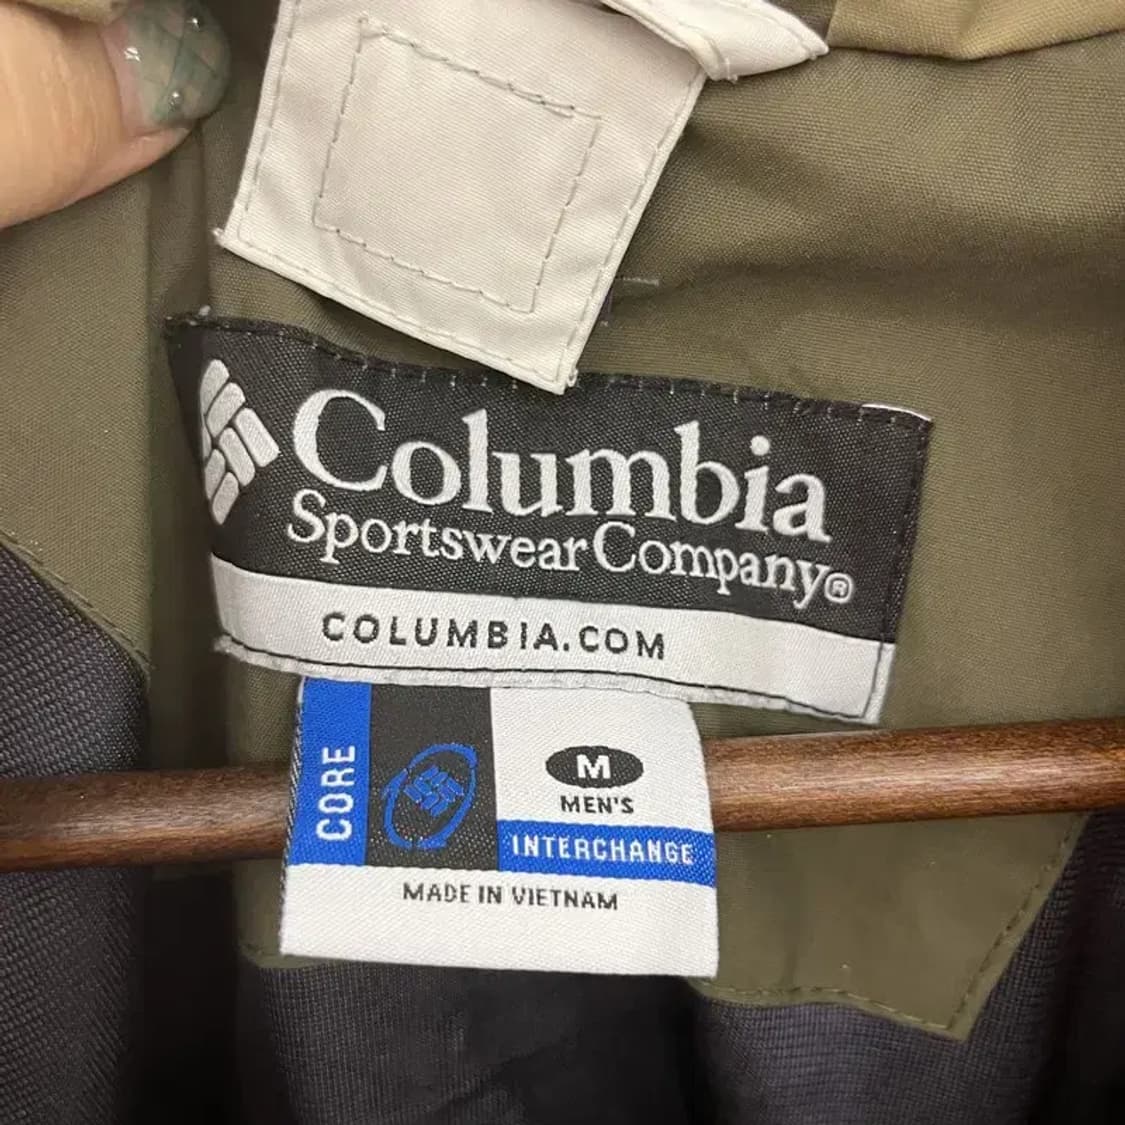 Columbia
Sportswear Company®
COLUMBIA.COM
CORE
M
MEN'S
INTERCHANGE
MADE IN VIETNAM